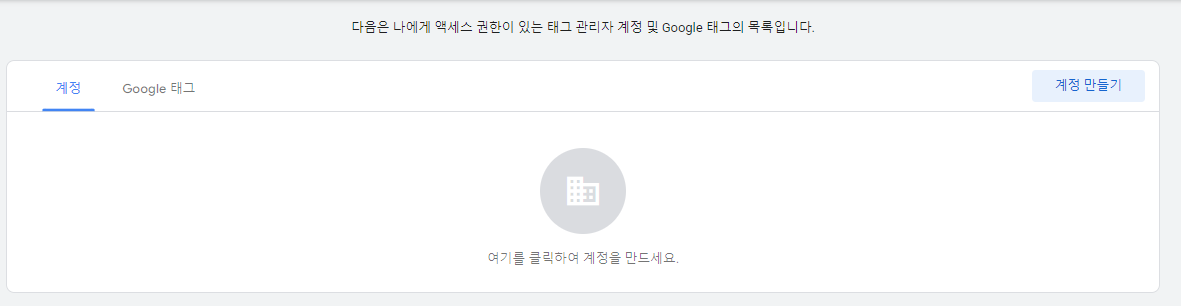 다음은 나에게 액세스 권한이 있는 태그 관리자 계정 및 Google 태그의 목록입니다.
계정
Google 태그
계정 만들기
여기를 클릭하여 계정을 만드세요.